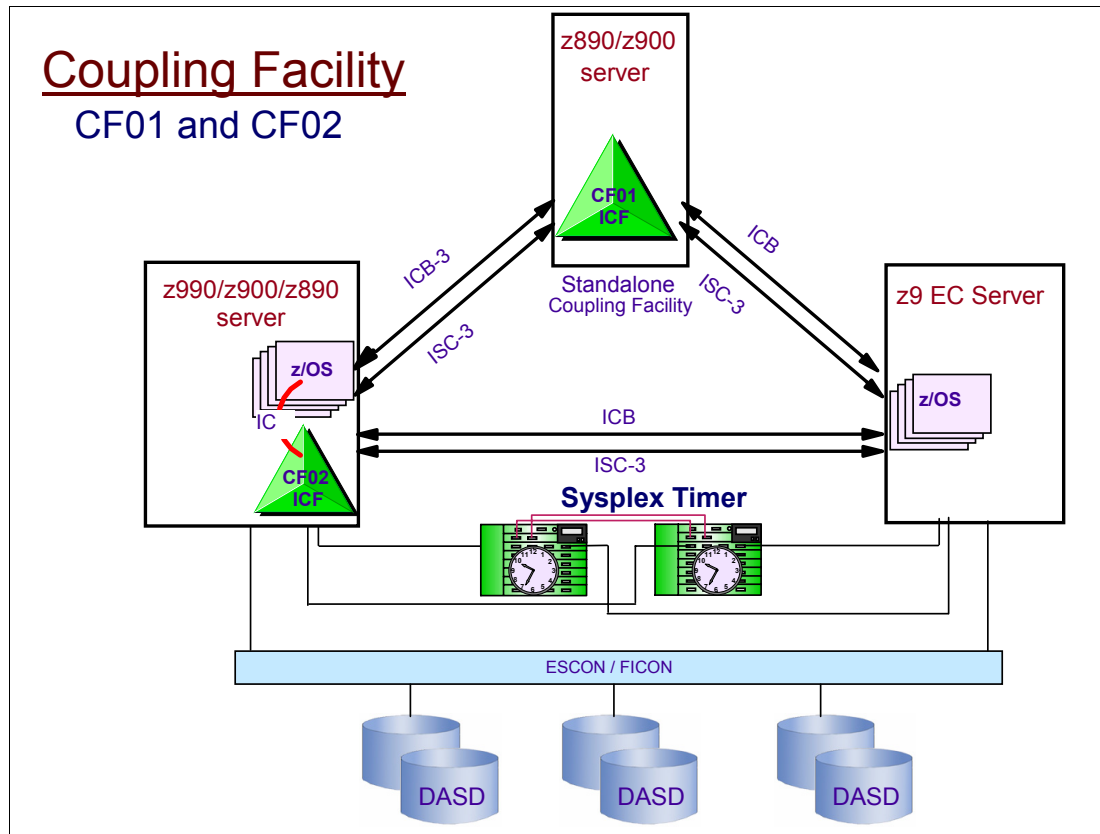 Coupling Facility
CF01 and CF02
z890/z900
server
CF01
ICF
Standalone
Coupling Facility
ICB-3
ISC-3
ICB
ISC-3
z990/z900/z890
server
z/OS
IC
CF02
ICF
z9 EC Server
z/OS
ICB
ISC-3
Sysplex Timer
ESCON / FICON
DASD
DASD
DASD